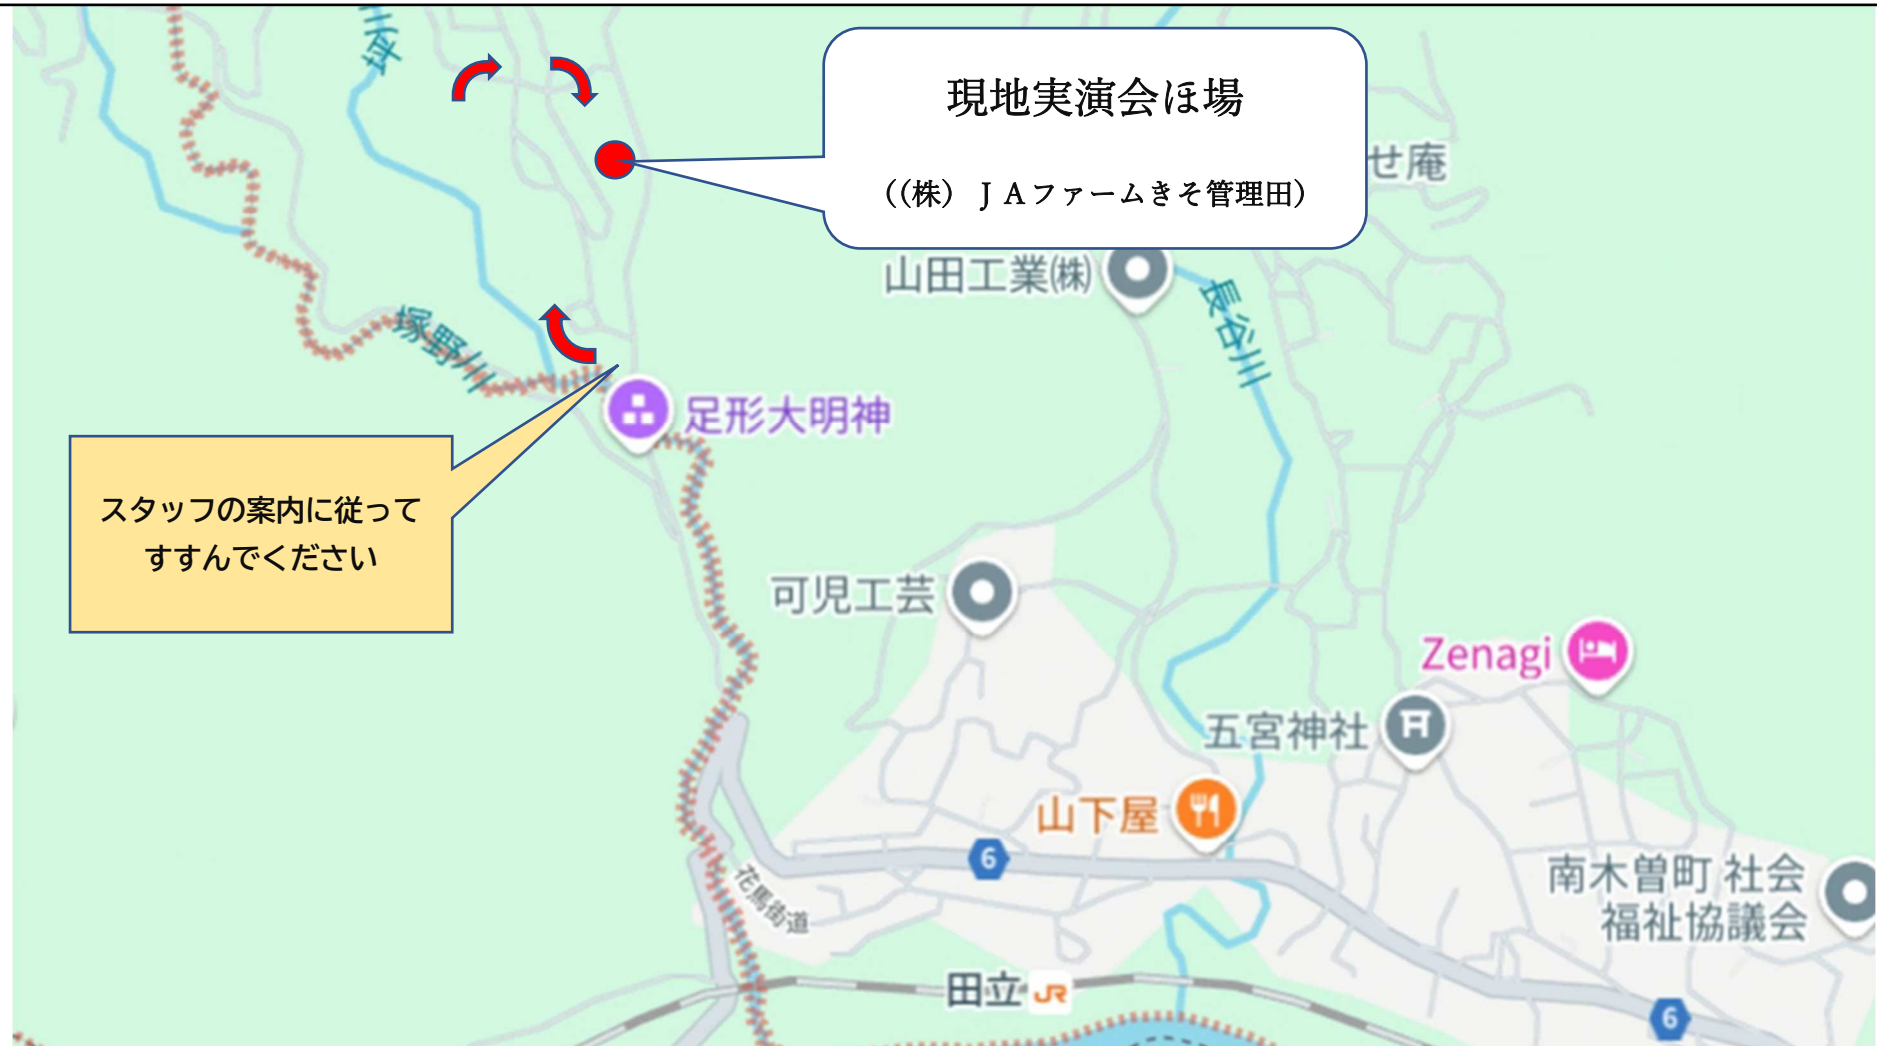 現地実演会ほ場
((株) ＪＡファームきそ管理田)
せ庵
山田工業㈱
長谷川
塚野川
足形大明神
スタッフの案内に従って
すすんでください
可児工芸
Zenagi
五宮神社
山下屋
6
花馬街道
南木曽町 社会
福祉協議会
田立 JR
6